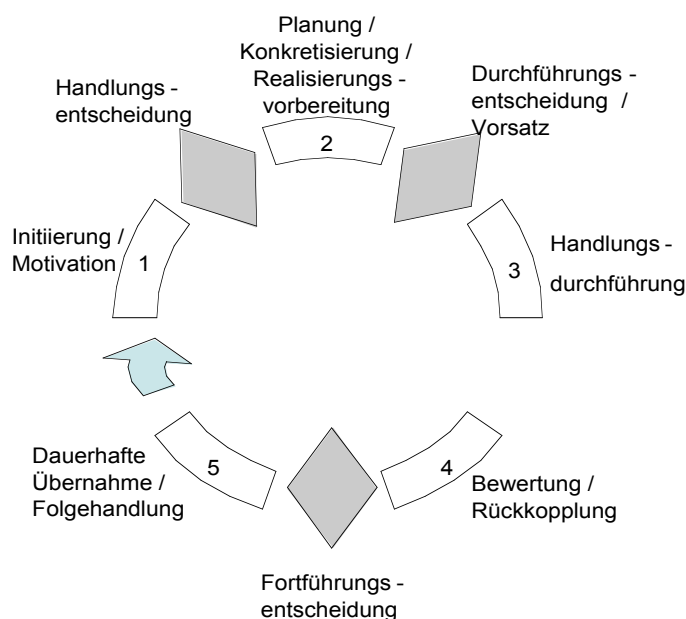 Planung /
Konkretisierung /
Realisierungs -
vorbereitung
2
Handlungs -
entscheidung
Durchführungs -
entscheidung /
Vorsatz
Initiierung /
Motivation
1
3
Handlungs -
durchführung
Dauerhafte
Übernahme /
Folgehandlung
5
4
Bewertung /
Rückkopplung
Fortführungs -
entscheidung